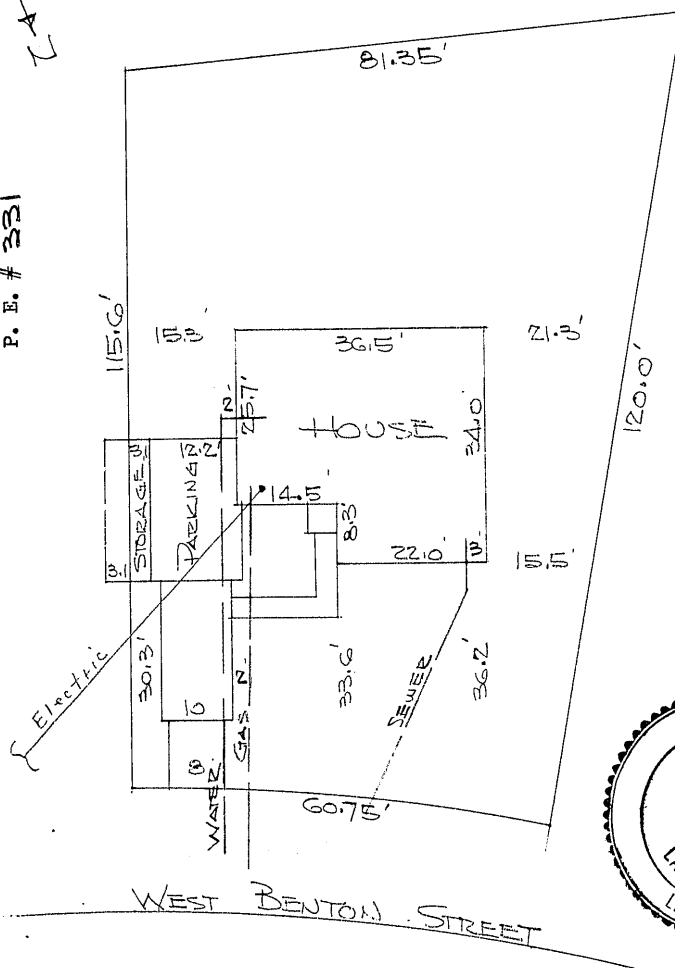 P. E. # 331
81.35'
115.6'
15.3'
36.5'
21.3'
120.0'
2'
25.7'
HOUSE
34.0'
3.
12.2'
STORAGE
PARKING
14.5'
8.3'
3.1
22.0'
3'
15.5'
30.3'
Electric
2'
33.6'
SEWER
36.2'
10
GAS
8
WATER
60.75'
WEST BENTON STREET